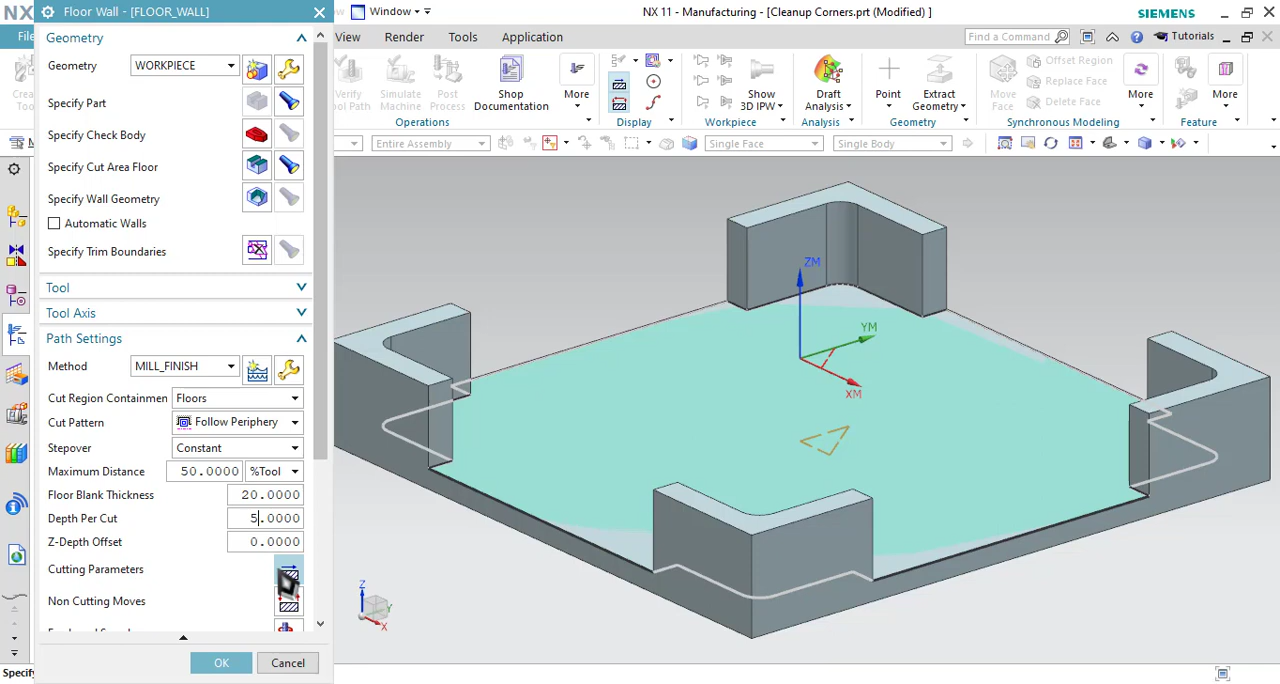 NX
Floor Wall - [FLOOR_WALL]
Window
NX 11 - Manufacturing - [Cleanup Corners.prt (Modified) ]
SIEMENS
View
Render
Tools
Application
Find a Command
Tutorials
Geometry
Geometry
WORKPIECE
Specify Part
Specify Check Body
Specify Cut Area Floor
Specify Wall Geometry
Automatic Walls
Specify Trim Boundaries
Tool
Tool Axis
Path Settings
Method
MILL_FINISH
Cut Region Containmen
Floors
Cut Pattern
Follow Periphery
Stepover
Constant
Maximum Distance
50.0000
%Tool
Floor Blank Thickness
20.0000
Depth Per Cut
5.0000
Z-Depth Offset
0.0000
Cutting Parameters
Non Cutting Moves
OK
Cancel
Verify
Tool Path
Simulate
Machine
Post
Process
Shop
Documentation
More
Operations
Display
Show
3D IPW
Workpiece
Draft
Analysis
Analysis
Point
Extract
Geometry
Geometry
Move
Face
Offset Region
Replace Face
Delete Face
More
Synchronous Modeling
More
Feature
Entire Assembly
Single Face
Single Body
ZM
YM
XM
Z
Y
X